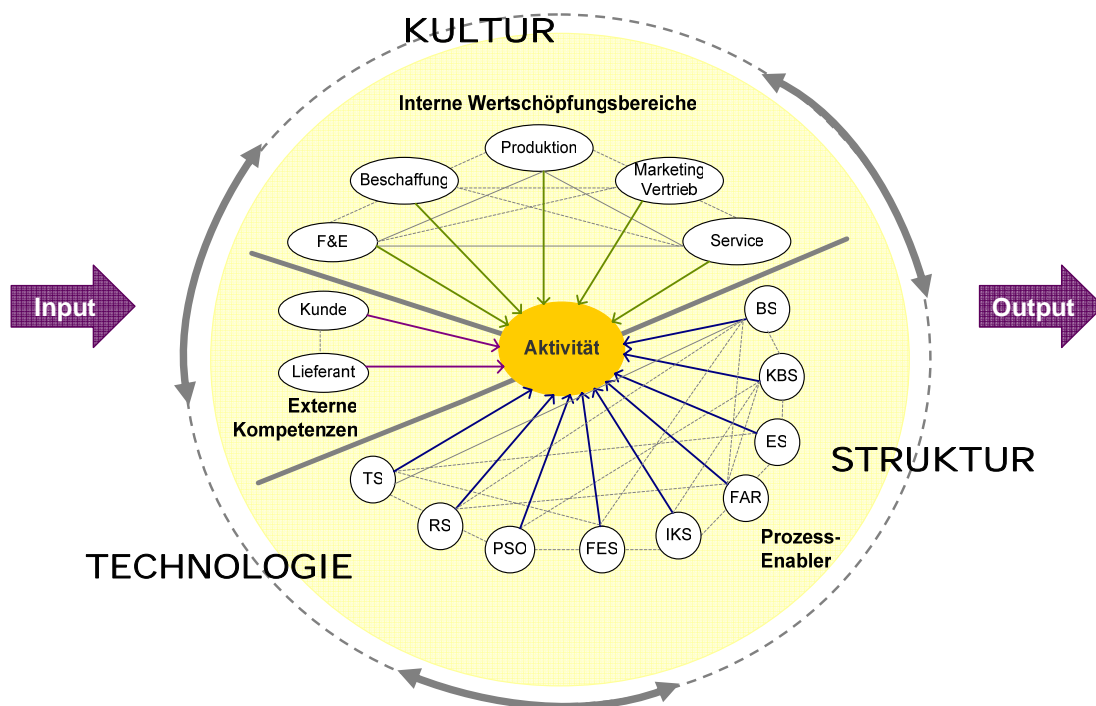 KULTUR
Interne Wertschöpfungsbereiche
Produktion
Beschaffung
Marketing
Vertrieb
F&E
Service
Input
Output
Kunde
BS
Aktivität
Lieferant
KBS
Externe
Kompetenzen
ES
STRUKTUR
TS
FAR
RS
IKS
PSO
FES
Prozess-
Enabler
TECHNOLOGIE